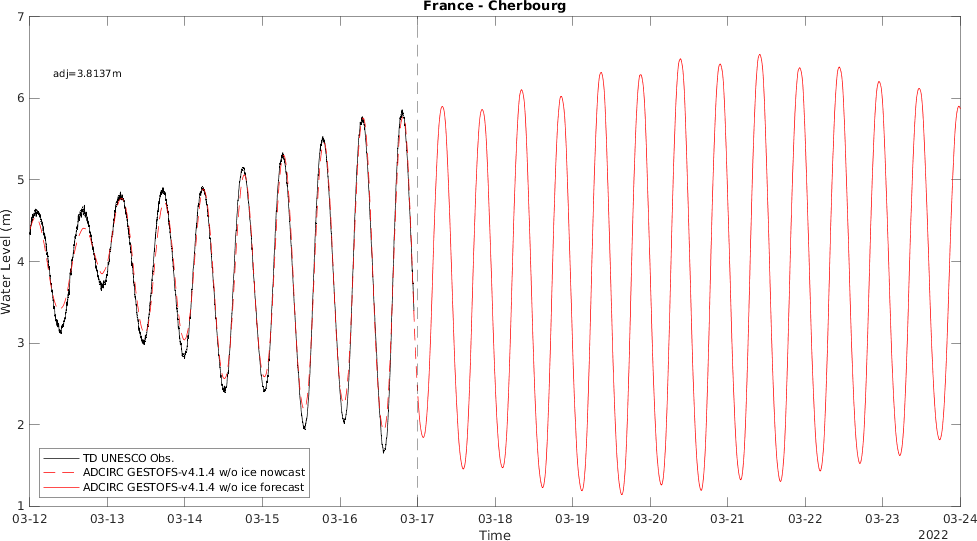 France - Cherbourg
7
6
5
4
3
2
1
Water Level (m)
adj=3.8137m
TD UNESCO Obs.
ADCIRC GESTOFS-v4.1.4 w/o ice nowcast
ADCIRC GESTOFS-v4.1.4 w/o ice forecast
03-12 03-13 03-14 03-15 03-16 03-17 03-18 03-19 03-20 03-21 03-22 03-23 03-24
Time
2022